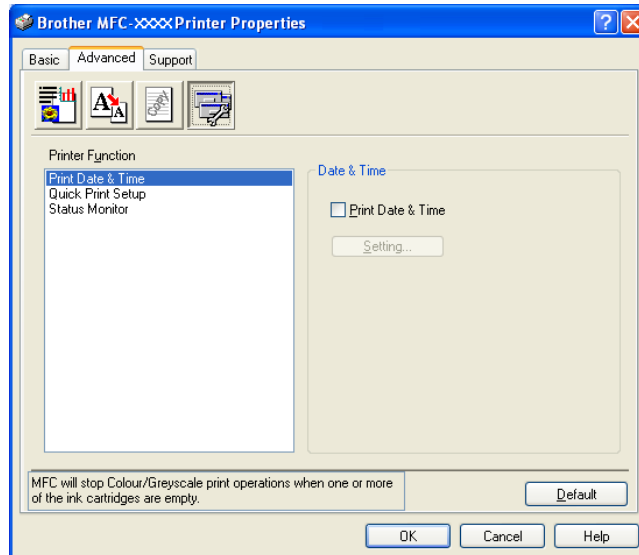 Brother MFC-XXXX Printer Properties
Basic
Advanced
Support
Printer Function
Print Date & Time
Quick Print Setup
Status Monitor
Date & Time
Print Date & Time
Setting...
MFC will stop Colour/Greyscale print operations when one or more
of the ink cartridges are empty.
Default
OK
Cancel
Help